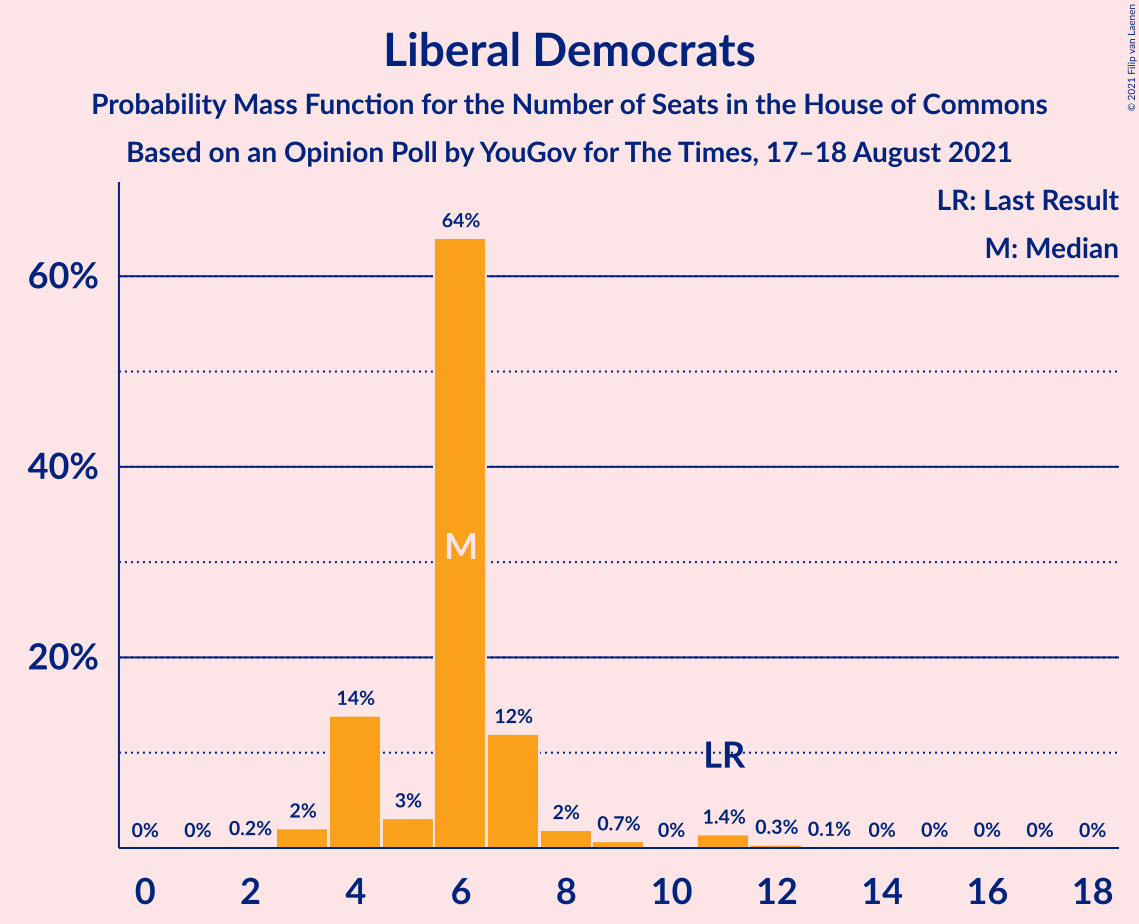 Liberal Democrats
Probability Mass Function for the Number of Seats in the House of Commons
Based on an Opinion Poll by YouGov for The Times, 17–18 August 2021
© 2021 Filip van Laenen
LR: Last Result
M: Median
60%
40%
20%
0% 0% 0.2% 2% 14% 3% 64% 12% 2% 0.7% 0% 1.4% 0.3% 0.1% 0% 0% 0% 0% 0%
M
LR
0 2 4 6 8 10 12 14 16 18